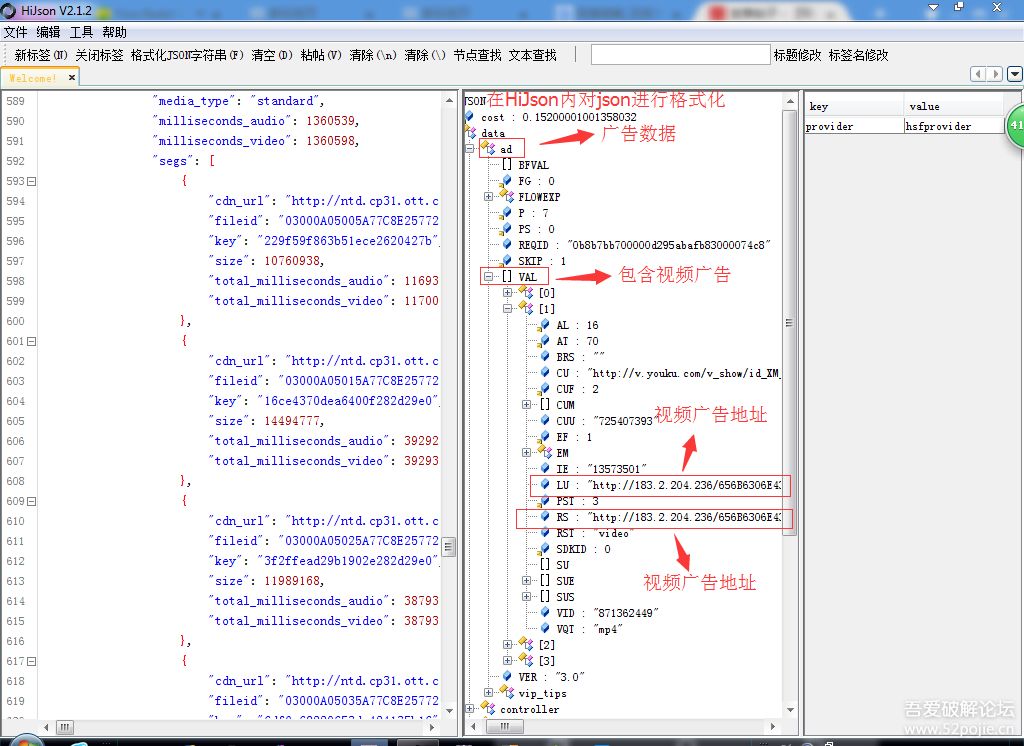 HiJson V2.1.2
文件 编辑 工具 帮助
新标签(N) 关闭标签 格式化JSON字符串(F) 清空(D) 粘帖(V) 清除(\n) 清除(\) 节点查找 文本查找 标题修改 标签名修改
Welcome!
589 "media_type": "standard",
590 "milliseconds_audio": 1360539,
591 "milliseconds_video": 1360598,
592 "segs": [
593 {
594 "cdn_url": "http://ntd.cp31.ott.c
595 "fileid": "03000A05005A77C8E25772
596 "key": "229f59f863b51ece2620427b"
597 "size": 10760938,
598 "total_milliseconds_audio": 11693
599 "total_milliseconds_video": 11700
600 },
601 {
602 "cdn_url": "http://ntd.cp31.ott.c
603 "fileid": "03000A05015A77C8E25772
604 "key": "16ce4370dea6400f282d29e0"
605 "size": 14494777,
606 "total_milliseconds_audio": 39292
607 "total_milliseconds_video": 39293
608 },
609 {
610 "cdn_url": "http://ntd.cp31.ott.c
611 "fileid": "03000A05025A77C8E25772
612 "key": "3f2ffead29b1902e282d29e0"
613 "size": 11989168,
614 "total_milliseconds_audio": 38793
615 "total_milliseconds_video": 38793
616 },
617 {
618 "cdn_url": "http://ntd.cp31.ott.c
619 "fileid": "03000A05035A77C8E25772
JSON
在HiJson内对json进行格式化
cost : 0.15200001001358032
data
广告数据
ad
[] BFVAL
FG : 0
FLOWEXP
P : 7
PS : 0
REQID : "0b8b7bb700000d295abafb83000074c8"
SKIP : 1
[] VAL
包含视频广告
[0]
[1]
AL : 16
AT : 70
BRS : ""
CU : "http://v.youku.com/v_show/id_XM
CUF : 2
[] CUM
CUU : "725407393"
视频广告地址
EF : 1
EM
IE : "13573501"
LU : "http://183.2.204.236/656B6306E43
PST : 3
RS : "http://183.2.204.236/656B6306E43
RST : "video"
SDKID : 0
[] SU
[] SUE
视频广告地址
[] SUS
VID : "871362449"
VQT : "mp4"
[2]
[3]
VER : "3.0"
vip_tips
controller
key value
provider hsfprovider
41
吾爱破解论坛
www.52pojie.cn